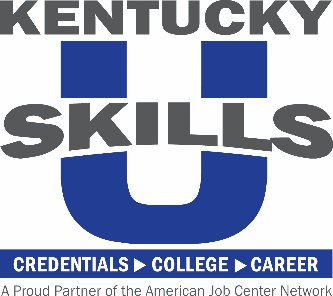 KENTUCKY
U
SKILLS
CREDENTIALS ▶ COLLEGE ▶ CAREER
A Proud Partner of the American Job Center Network